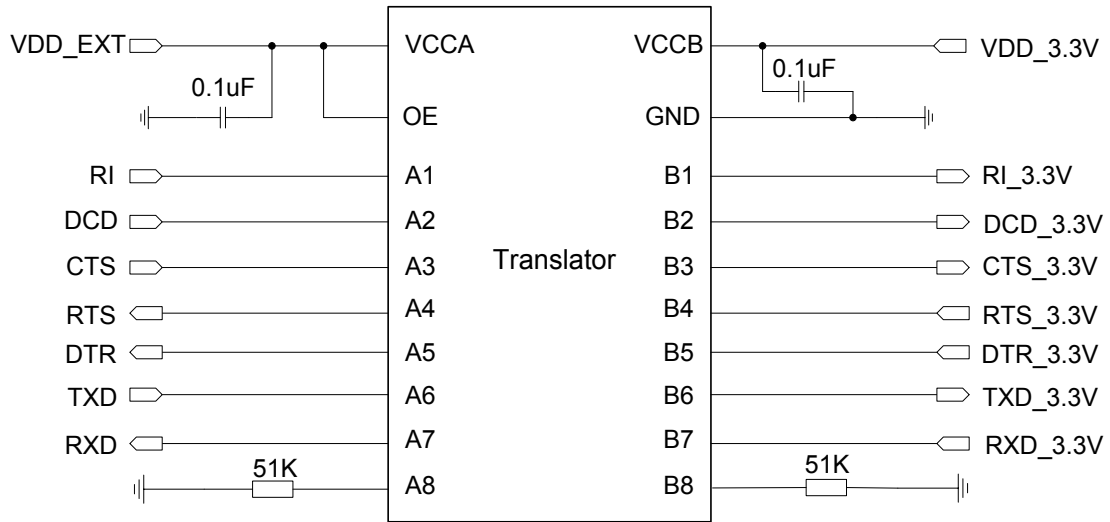 VDD_EXT VCCA VCCB VDD_3.3V
0.1uF 0.1uF
OE GND
RI A1 B1 RI_3.3V
DCD A2 B2 DCD_3.3V
CTS A3 Translator B3 CTS_3.3V
RTS A4 B4 RTS_3.3V
DTR A5 B5 DTR_3.3V
TXD A6 B6 TXD_3.3V
RXD A7 B7 RXD_3.3V
51K 51K
A8 B8